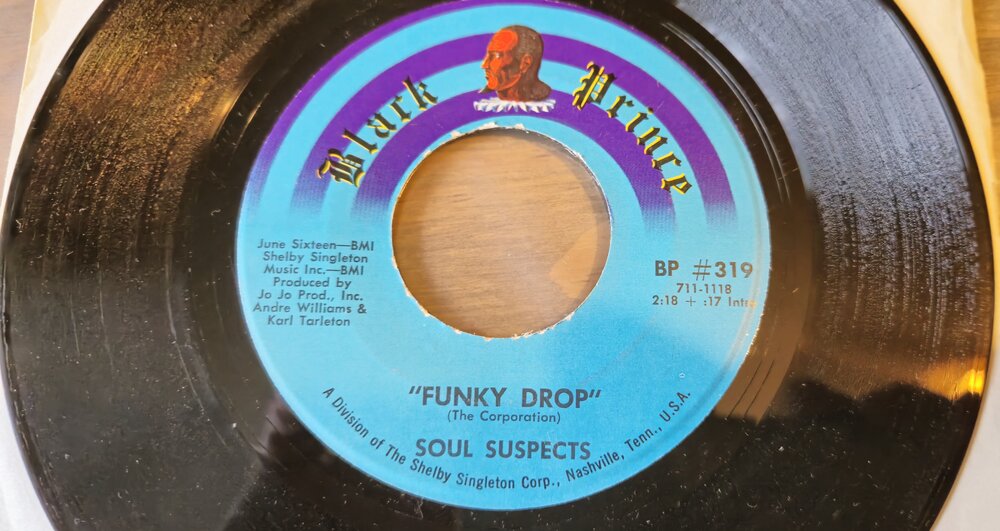 Black Prince
June Sixteen—BMI
Shelby Singleton
Music Inc.—BMI
Produced by
Jo Jo Prod., Inc.
Andre Williams &
Karl Tarleton
BP #319
711-1118
2:18 + :17 Intro
"FUNKY DROP"
(The Corporation)
SOUL SUSPECTS
A Division of The Shelby Singleton Corp., Nashville, Tenn., U.S.A.